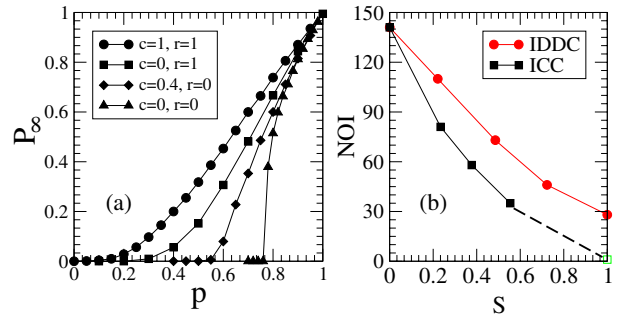 1
0.8
0.6
0.4
0.2
0
P∞
c=1, r=1
c=0, r=1
c=0.4, r=0
c=0, r=0
(a)
0 0.2 0.4 0.6 0.8 1
p
150
120
90
60
30
0
NOI
IDDC
ICC
(b)
0 0.2 0.4 0.6 0.8 1
S